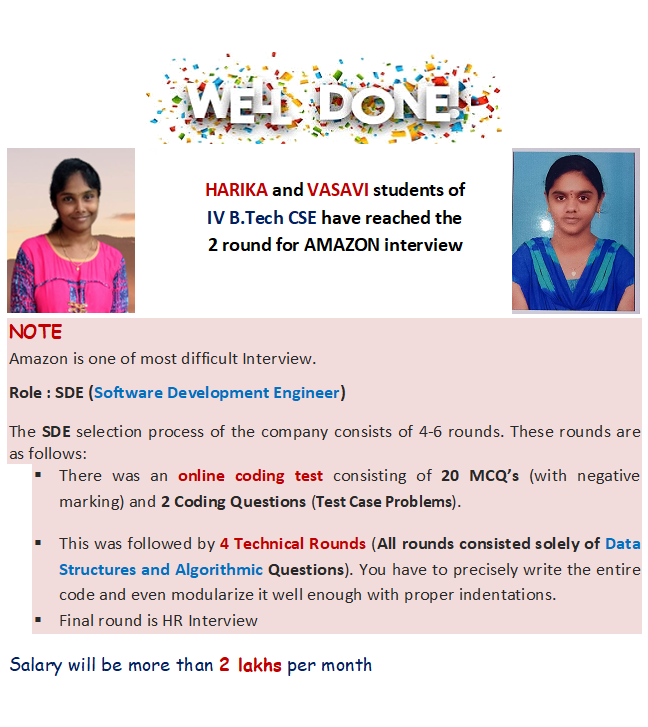 WELL DONE!
HARIKA and VASAVI students of
IV B.Tech CSE have reached the
2 round for AMAZON interview
NOTE
Amazon is one of most difficult Interview.
Role : SDE (Software Development Engineer)
The SDE selection process of the company consists of 4-6 rounds. These rounds are
as follows:
▪ There was an online coding test consisting of 20 MCQ’s (with negative
marking) and 2 Coding Questions (Test Case Problems).
▪ This was followed by 4 Technical Rounds (All rounds consisted solely of Data
Structures and Algorithmic Questions). You have to precisely write the entire
code and even modularize it well enough with proper indentations.
▪ Final round is HR Interview
Salary will be more than 2 lakhs per month